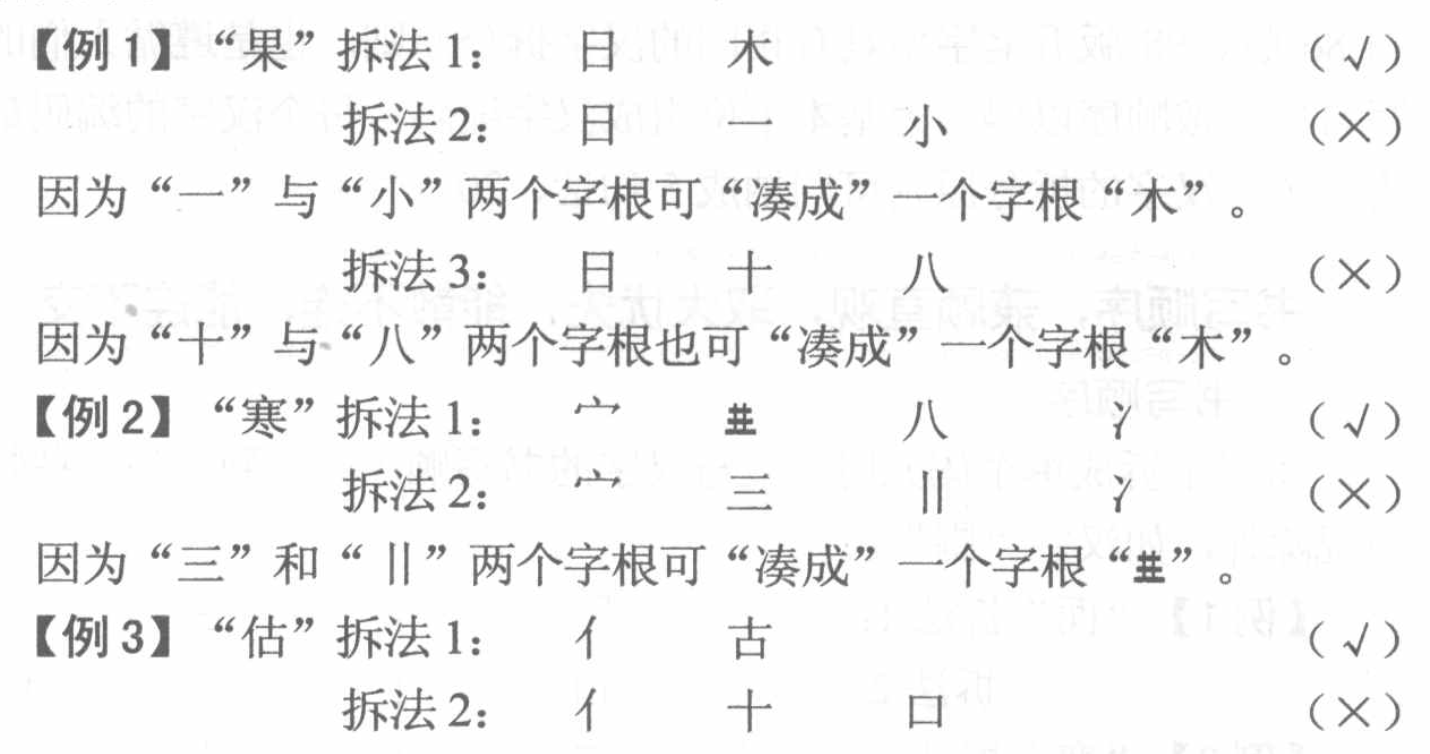 【例1】“果”拆法1: 日 木 (√)
拆法2: 日 一 小 (×)
因为“一”与“小”两个字根可“凑成”一个字根“木”。
拆法3: 日 十 八 (×)
因为“十”与“八”两个字根也可“凑成”一个字根“木”。
【例2】“寒”拆法1: 宀 𠀎 八 冫 (√)
拆法2: 宀 三 || 冫 (×)
因为“三”和“||”两个字根可“凑成”一个字根“𠀎”。
【例3】“估”拆法1: 亻 古 (√)
拆法2: 亻 十 口 (×)